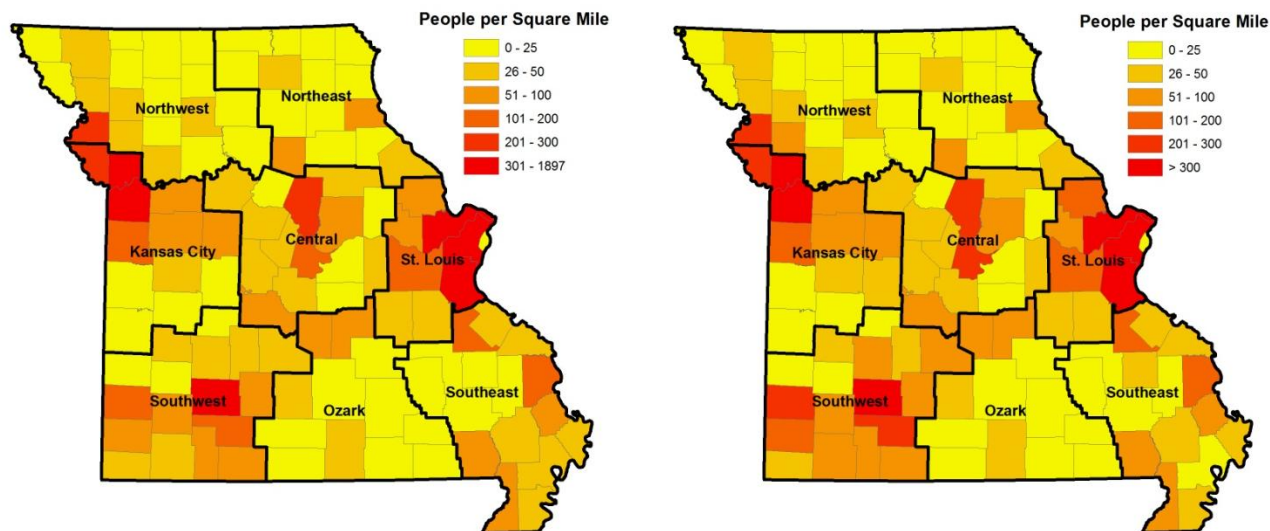 People per Square Mile
0 - 25
26 - 50
51 - 100
101 - 200
201 - 300
301 - 1897
Northwest
Northeast
Kansas City
Central
St. Louis
Southwest
Ozark
Southeast
People per Square Mile
0 - 25
26 - 50
51 - 100
101 - 200
201 - 300
> 300
Northwest
Northeast
Kansas City
Central
St. Louis
Southwest
Ozark
Southeast